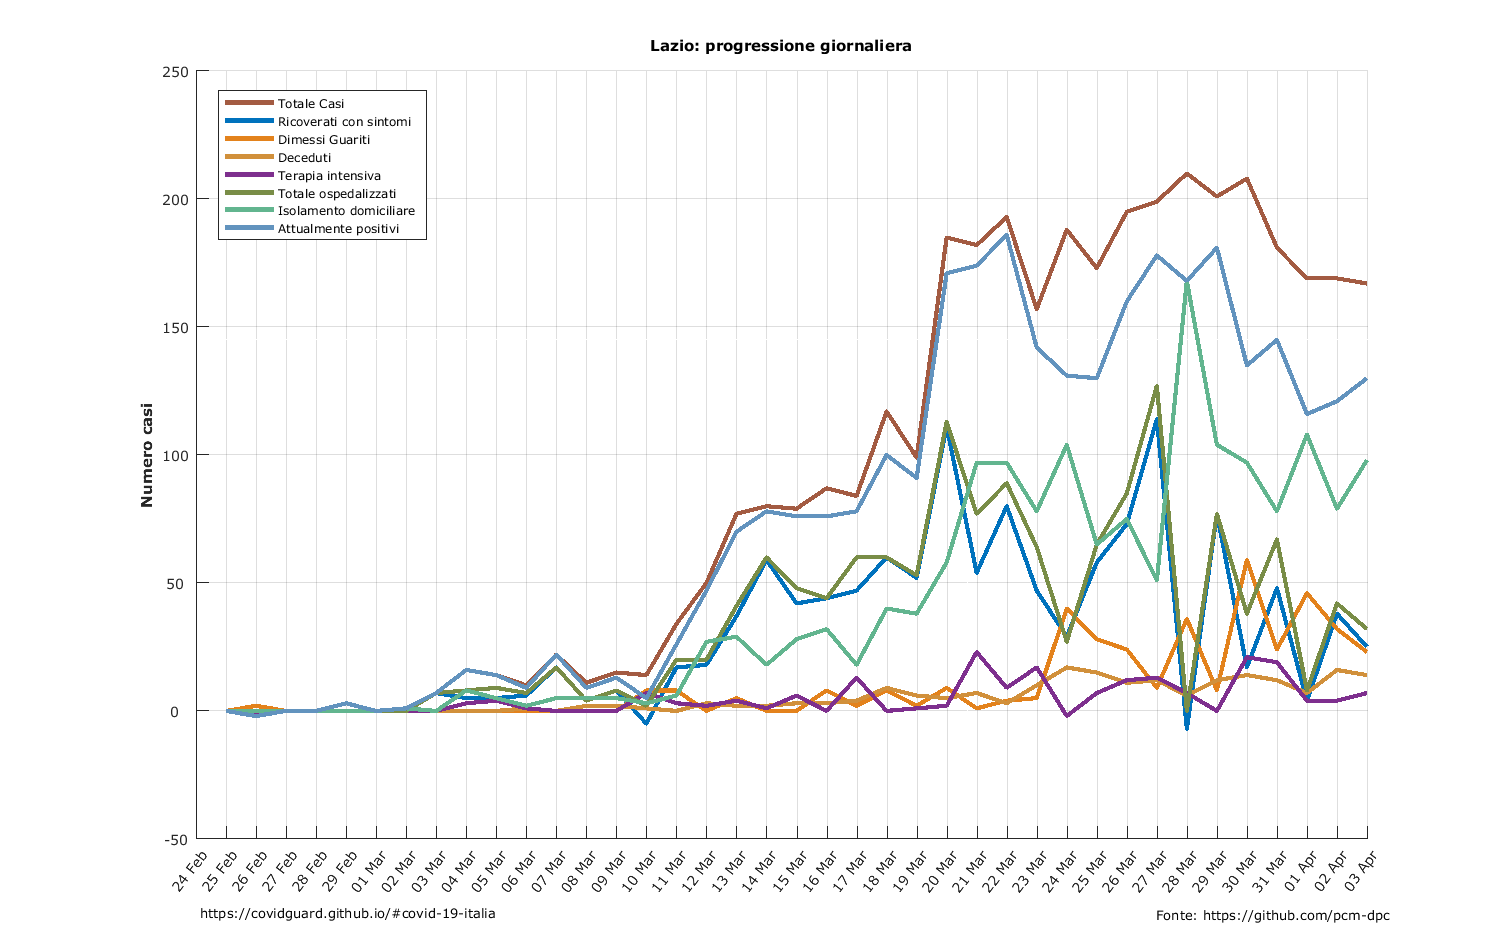 Lazio: progressione giornaliera
250
200
150
100
50
0
-50
Numero casi
Totale Casi
Ricoverati con sintomi
Dimessi Guariti
Deceduti
Terapia intensiva
Totale ospedalizzati
Isolamento domiciliare
Attualmente positivi
24 Feb
25 Feb
26 Feb
27 Feb
28 Feb
29 Feb
01 Mar
02 Mar
03 Mar
04 Mar
05 Mar
06 Mar
07 Mar
08 Mar
09 Mar
10 Mar
11 Mar
12 Mar
13 Mar
14 Mar
15 Mar
16 Mar
17 Mar
18 Mar
19 Mar
20 Mar
21 Mar
22 Mar
23 Mar
24 Mar
25 Mar
26 Mar
27 Mar
28 Mar
29 Mar
30 Mar
31 Mar
01 Apr
02 Apr
03 Apr
https://covidguard.github.io/#covid-19-italia
Fonte: https://github.com/pcm-dpc